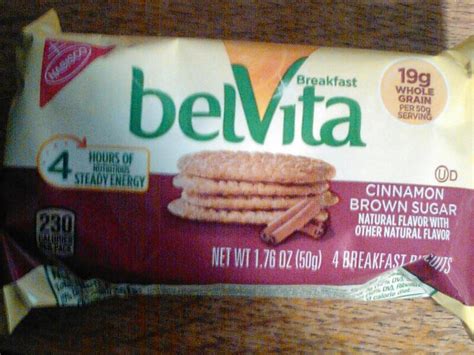 NABISCO
Breakfast
belVita
19g
WHOLE
GRAIN
PER 50g
SERVING
4 HOURS OF
NUTRITIOUS
STEADY ENERGY
UD
CINNAMON
BROWN SUGAR
NATURAL FLAVOR WITH
OTHER NATURAL FLAVOR
230
CALORIES
PER PACK
NET WT 1.76 OZ (50g)
4 BREAKFAST BISCUITS